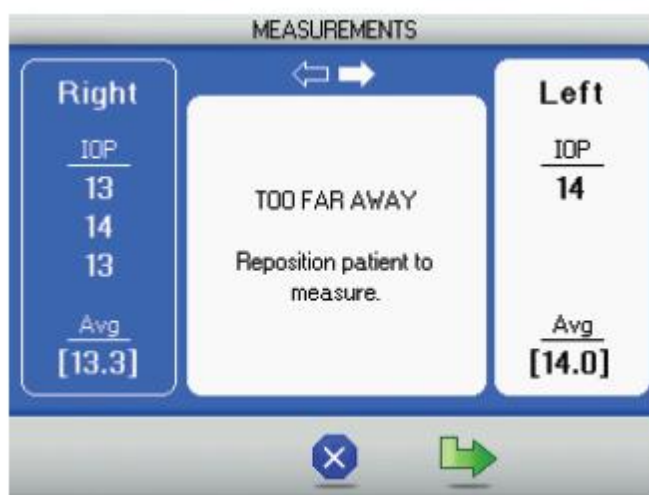 MEASUREMENTS
Right
IOP
13
14
13
Avg
[13.3]
TOO FAR AWAY
Reposition patient to
measure.
Left
IOP
14
Avg
[14.0]